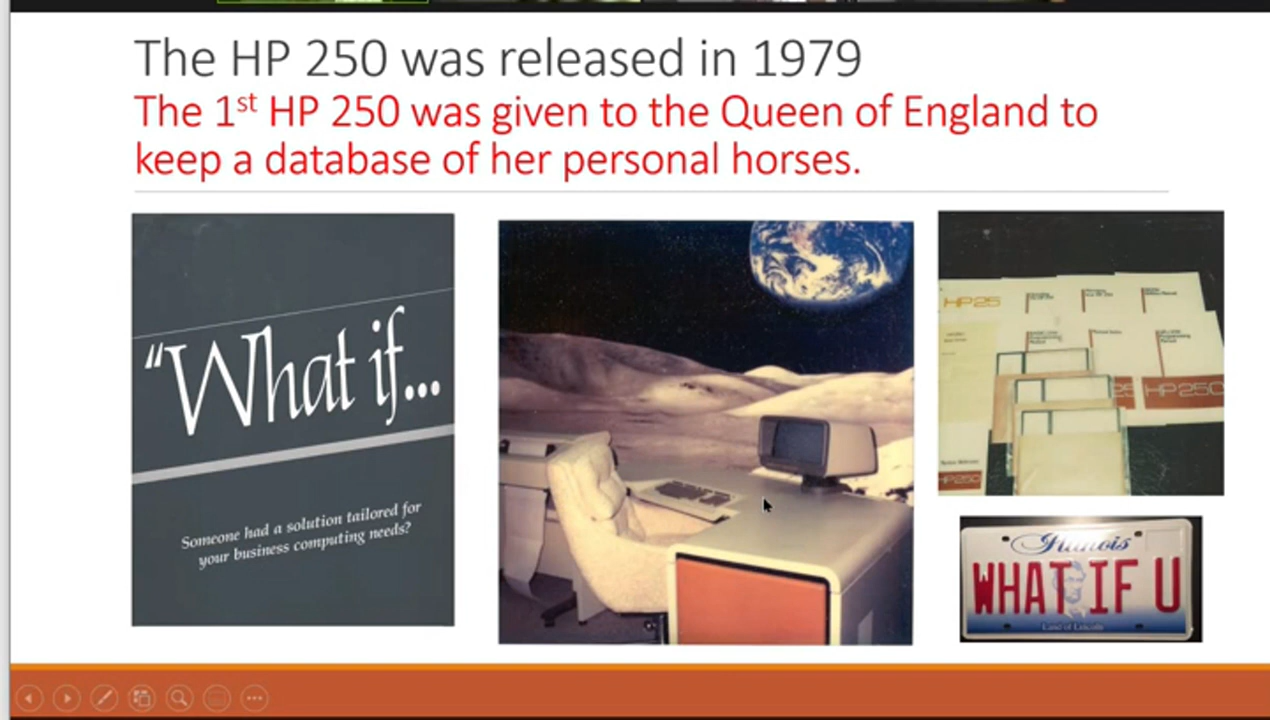 The HP 250 was released in 1979
The 1st HP 250 was given to the Queen of England to
keep a database of her personal horses.
"What if...
Someone had a solution tailored for
your business computing needs?
HP25
HP250
HP250
Illinois
WHAT IF U
Land of Lincoln